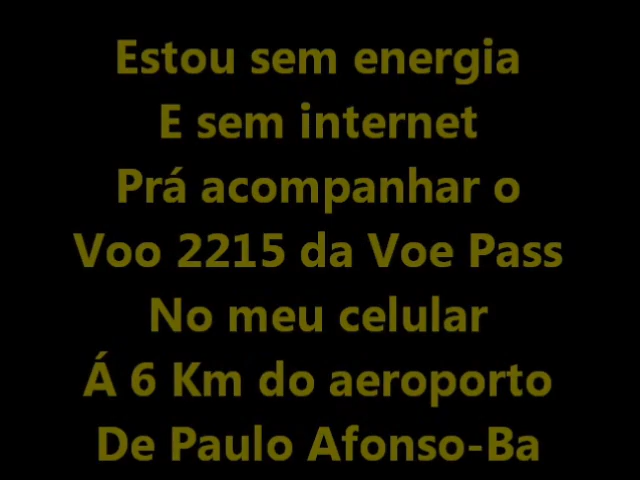 Estou sem energia
E sem internet
Prá acompanhar o
Voo 2215 da Voe Pass
No meu celular
Á 6 Km do aeroporto
De Paulo Afonso-Ba